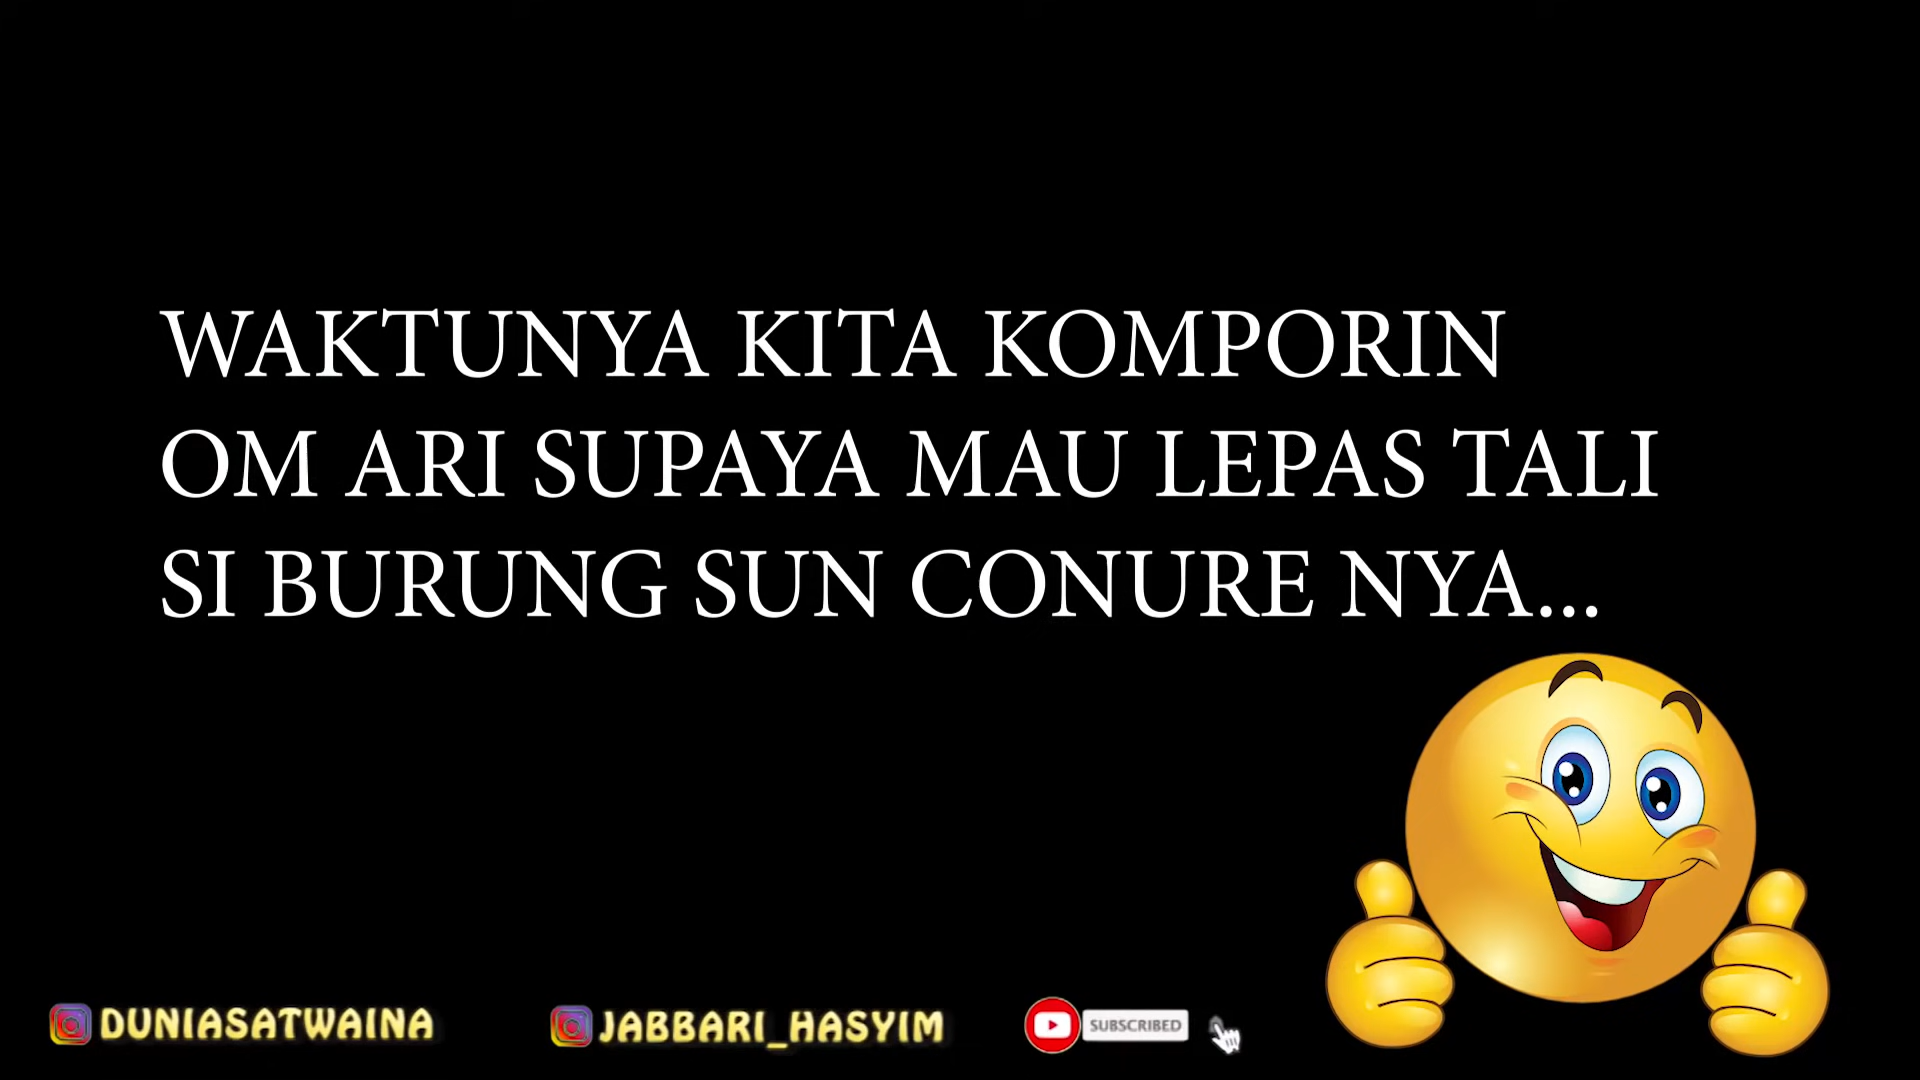 WAKTUNYA KITA KOMPORIN
OM ARI SUPAYA MAU LEPAS TALI
SI BURUNG SUN CONURE NYA...
DUNIASATWAINA
JABBARI_HASYIM
SUBSCRIBED